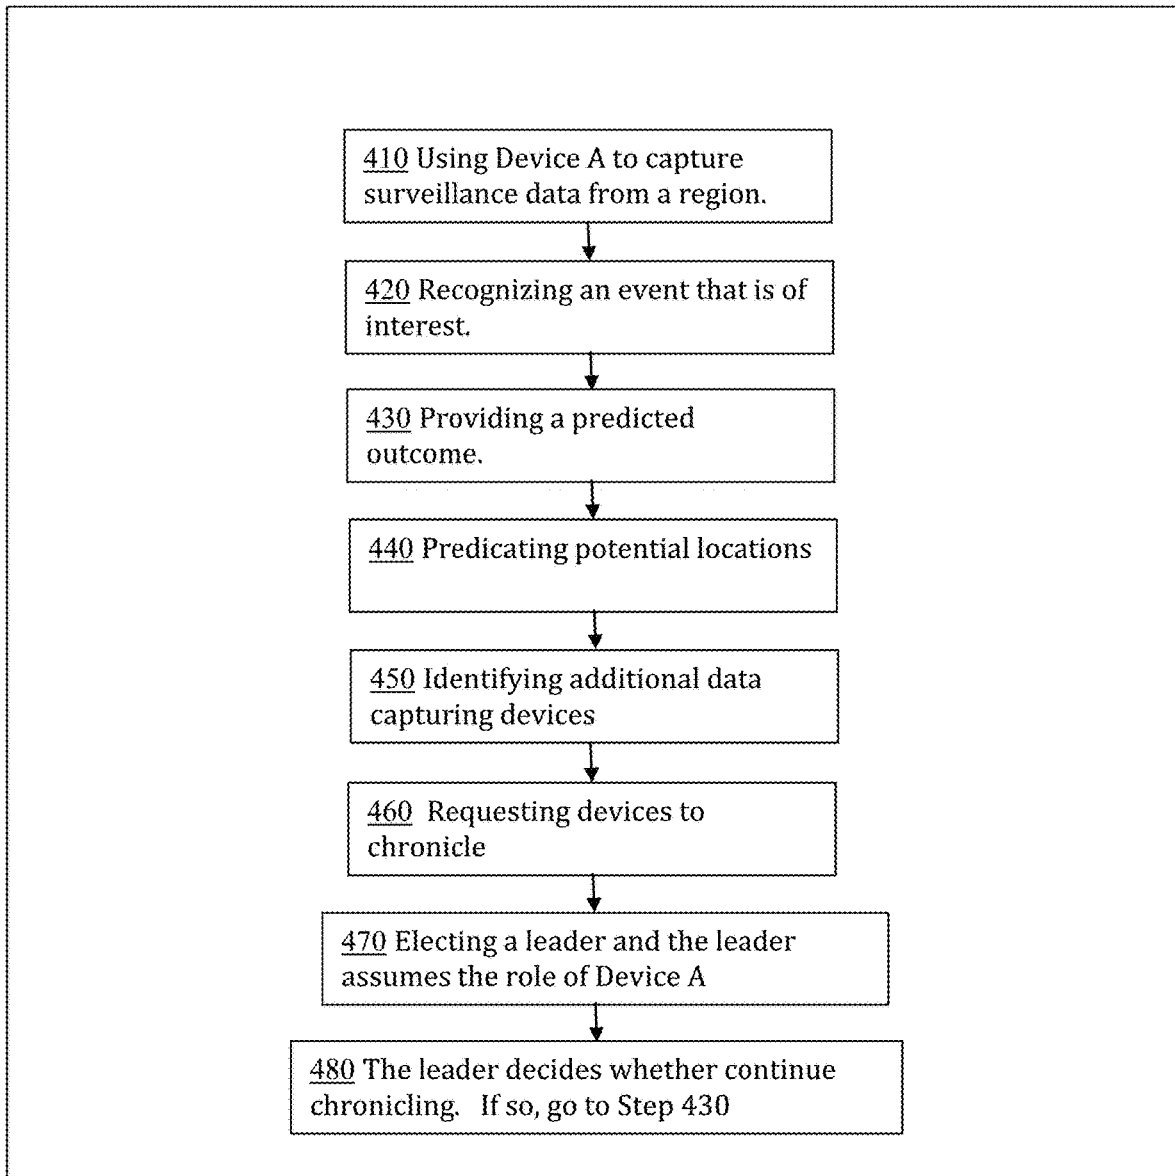 410 Using Device A to capture
surveillance data from a region.
420 Recognizing an event that is of
interest.
430 Providing a predicted
outcome.
440 Predicating potential locations
450 Identifying additional data
capturing devices
460 Requesting devices to
chronicle
470 Electing a leader and the leader
assumes the role of Device A
480 The leader decides whether continue
chronicling. If so, go to Step 430